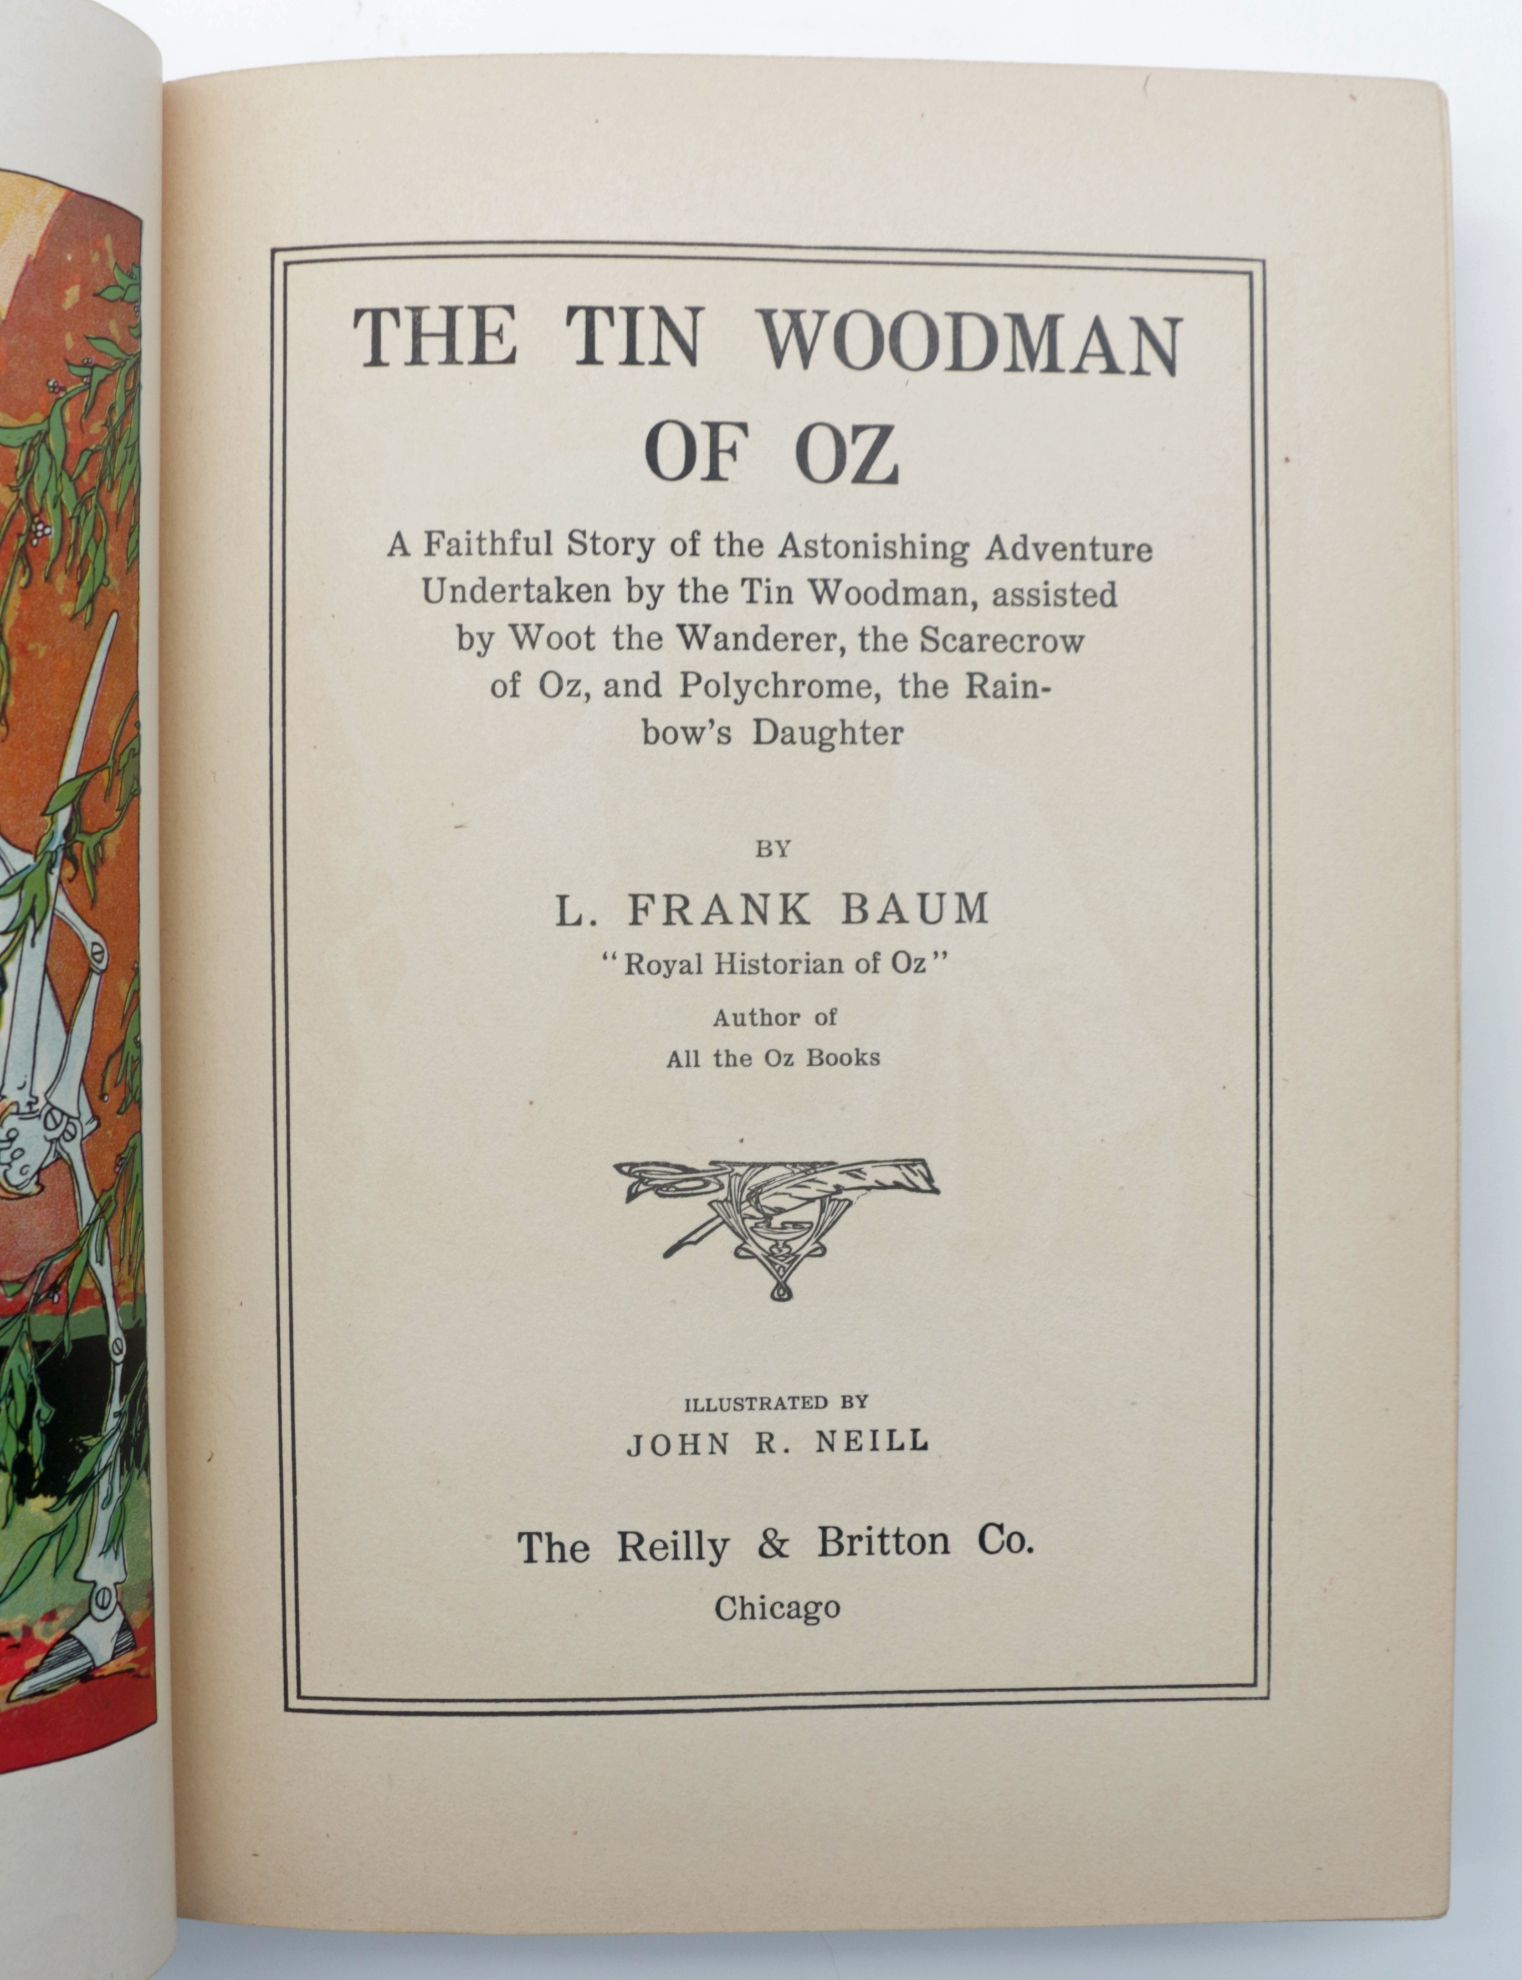 THE TIN WOODMAN
OF OZ
A Faithful Story of the Astonishing Adventure
Undertaken by the Tin Woodman, assisted
by Woot the Wanderer, the Scarecrow
of Oz, and Polychrome, the Rain-
bow's Daughter
BY
L. FRANK BAUM
"Royal Historian of Oz"
Author of
All the Oz Books
ILLUSTRATED BY
JOHN R. NEILL
The Reilly & Britton Co.
Chicago